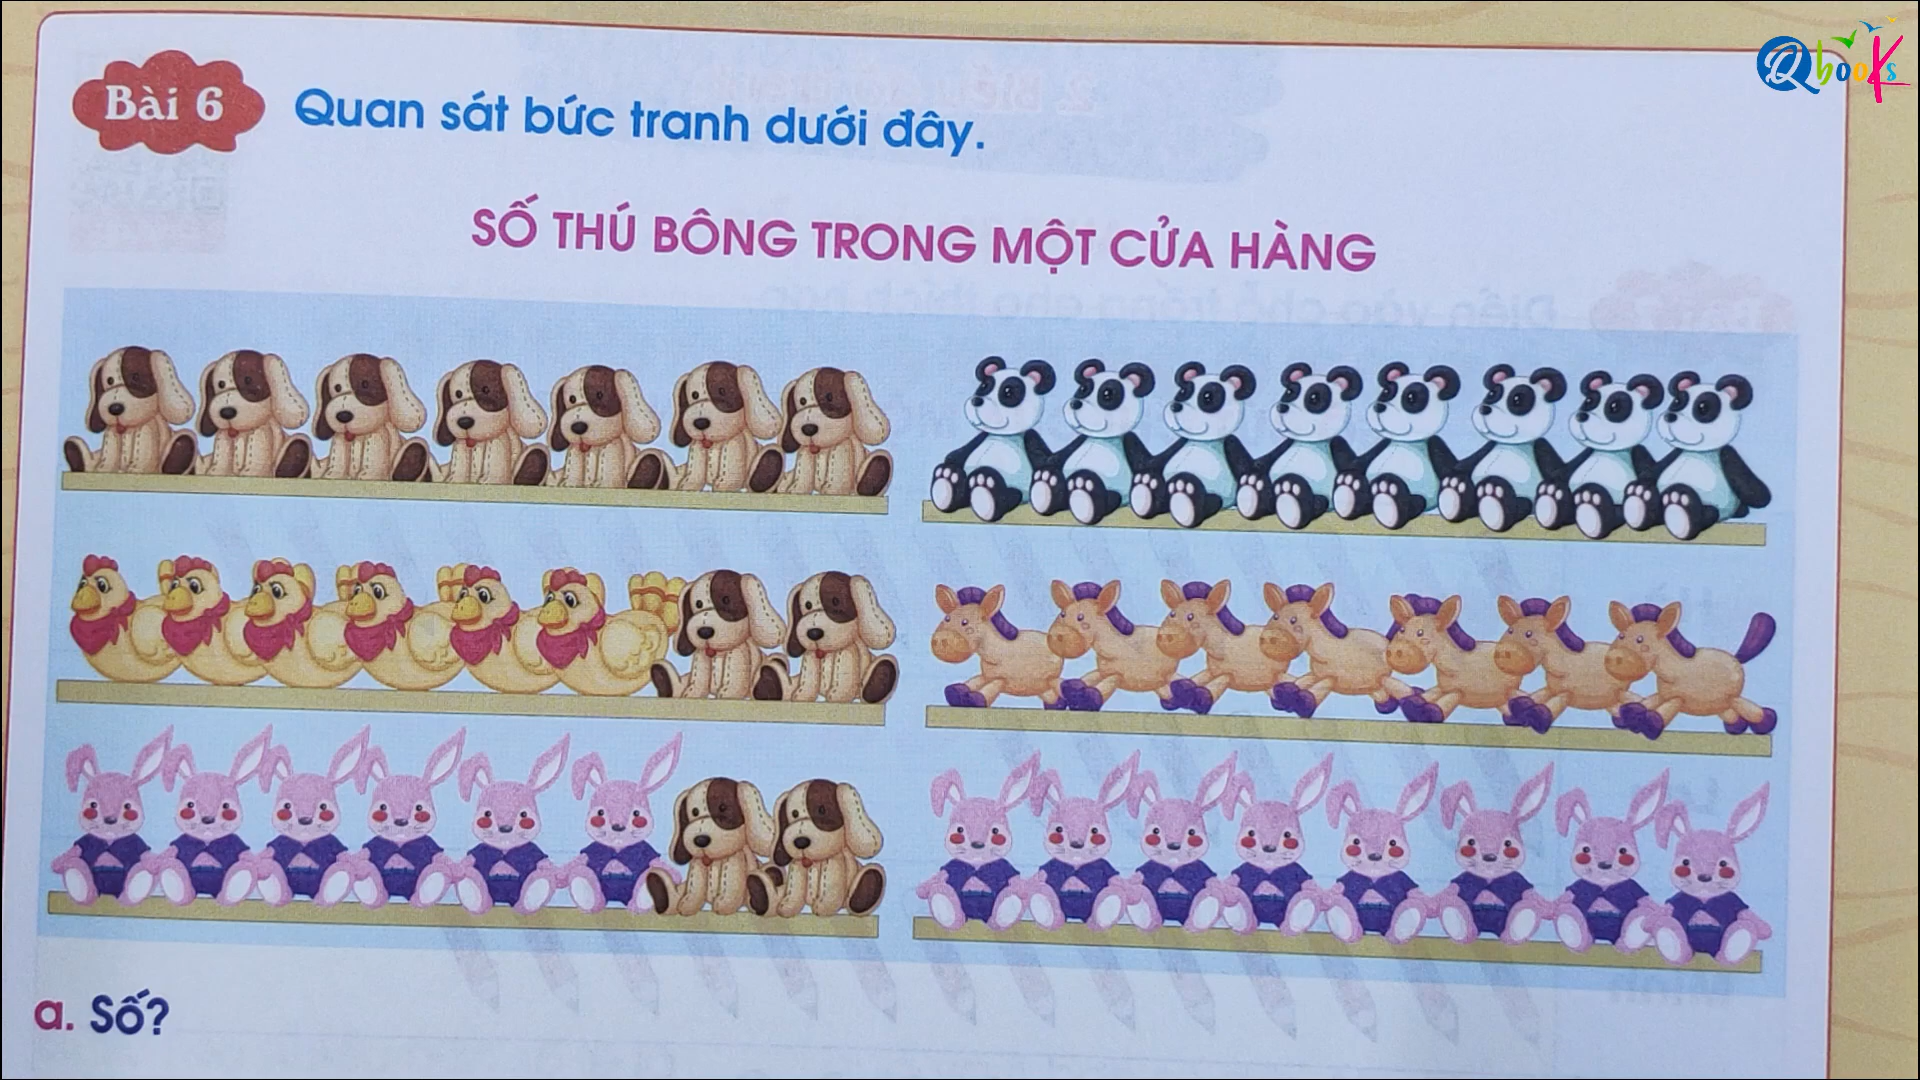 Qbooks
Bài 6 Quan sát bức tranh dưới đây.
SỐ THÚ BÔNG TRONG MỘT CỬA HÀNG
a. Số?